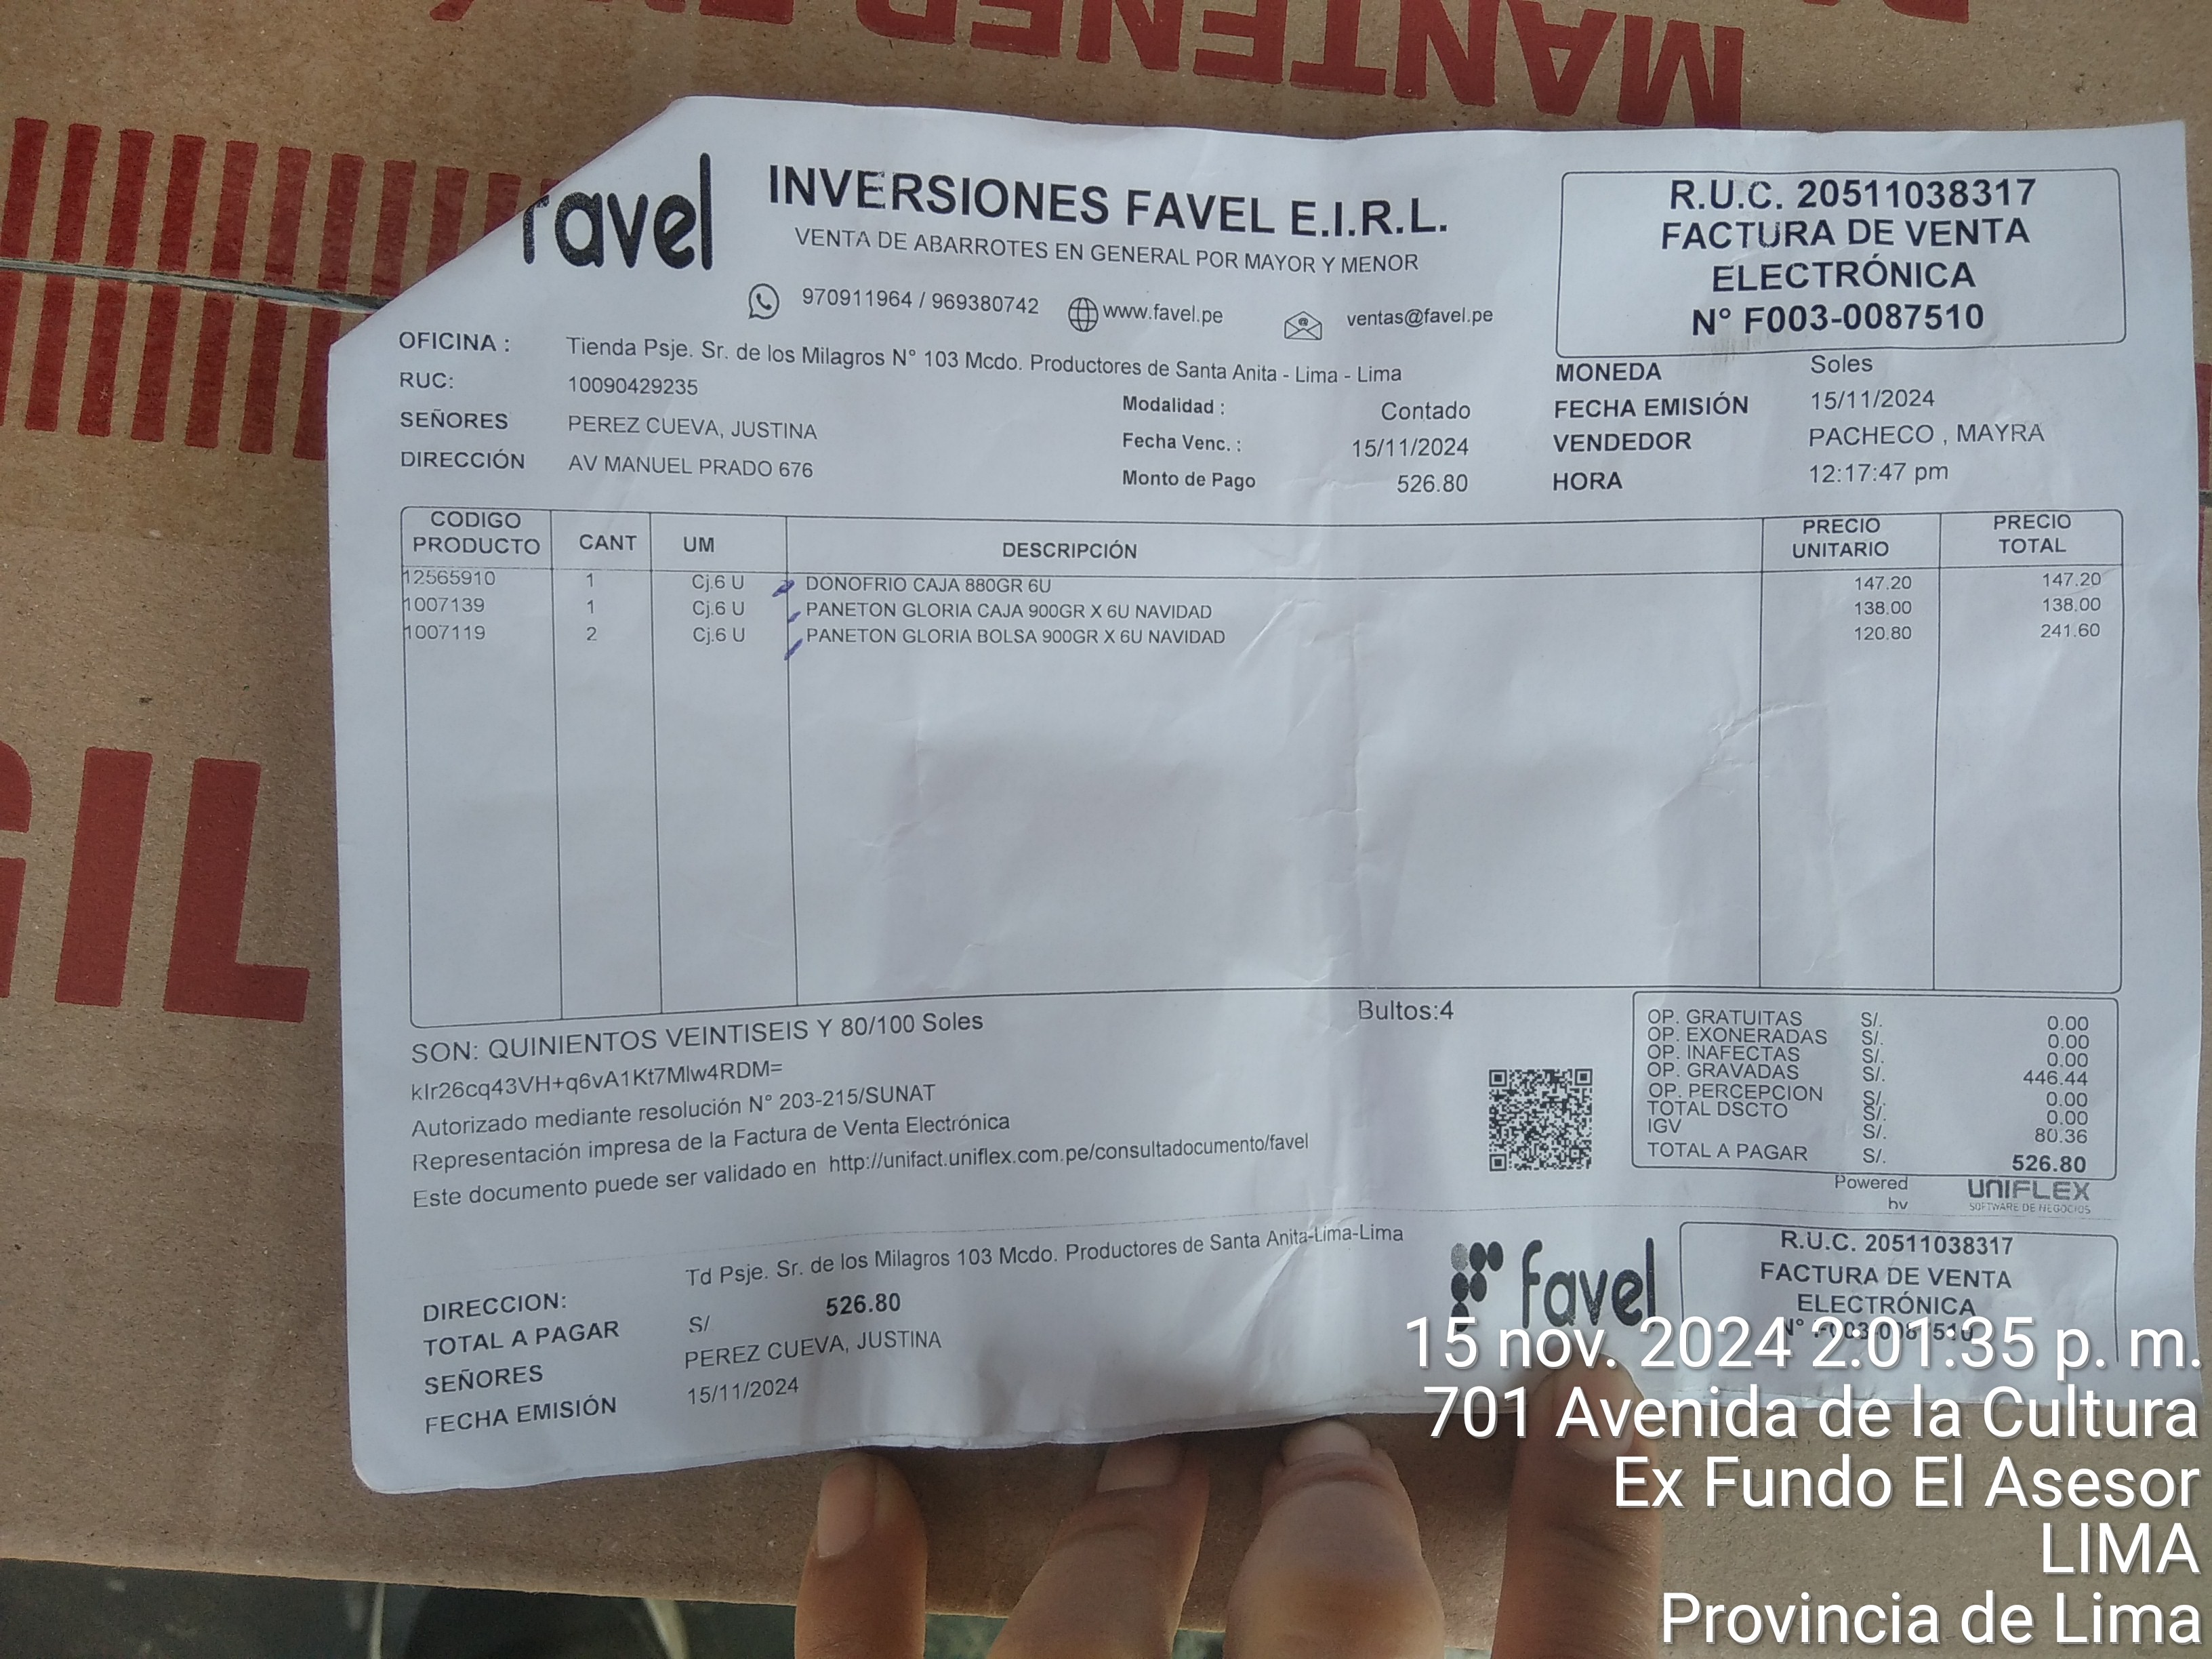 MANTENER
GIL
favel
INVERSIONES FAVEL E.I.R.L.
VENTA DE ABARROTES EN GENERAL POR MAYOR Y MENOR
970911964 / 969380742 www.favel.pe ventas@favel.pe
R.U.C. 20511038317
FACTURA DE VENTA
ELECTRÓNICA
N° F003-0087510
OFICINA : Tienda Psje. Sr. de los Milagros N° 103 Mcdo. Productores de Santa Anita - Lima - Lima
RUC: 10090429235
SEÑORES PEREZ CUEVA, JUSTINA
DIRECCIÓN AV MANUEL PRADO 676
Modalidad : Contado
Fecha Venc. : 15/11/2024
Monto de Pago 526.80
MONEDA Soles
FECHA EMISIÓN 15/11/2024
VENDEDOR PACHECO , MAYRA
HORA 12:17:47 pm
CODIGO PRODUCTO CANT UM DESCRIPCIÓN PRECIO UNITARIO PRECIO TOTAL
12565910 1 Cj.6 U DONOFRIO CAJA 880GR 6U 147.20 147.20
1007139 1 Cj.6 U PANETON GLORIA CAJA 900GR X 6U NAVIDAD 138.00 138.00
1007119 2 Cj.6 U PANETON GLORIA BOLSA 900GR X 6U NAVIDAD 120.80 241.60
SON: QUINIENTOS VEINTISEIS Y 80/100 Soles
Bultos:4
kIr26cq43VH+q6vA1Kt7Mlw4RDM=
Autorizado mediante resolución N° 203-215/SUNAT
Representación impresa de la Factura de Venta Electrónica
Este documento puede ser validado en http://unifact.uniflex.com.pe/consultadocumento/favel
OP. GRATUITAS S/. 0.00
OP. EXONERADAS S/. 0.00
OP. INAFECTAS S/. 0.00
OP. GRAVADAS S/. 446.44
OP. PERCEPCION S/. 0.00
TOTAL DSCTO S/. 0.00
IGV S/. 80.36
TOTAL A PAGAR S/. 526.80
Powered by UNIFLEX
SOFTWARE DE NEGOCIOS
DIRECCION: Td Psje. Sr. de los Milagros 103 Mcdo. Productores de Santa Anita-Lima-Lima
TOTAL A PAGAR S/ 526.80
SEÑORES PEREZ CUEVA, JUSTINA
FECHA EMISIÓN 15/11/2024
favel
R.U.C. 20511038317
FACTURA DE VENTA
ELECTRÓNICA
N° F003-0087510
15 nov. 2024 2:01:35 p. m.
701 Avenida de la Cultura
Ex Fundo El Asesor
LIMA
Provincia de Lima